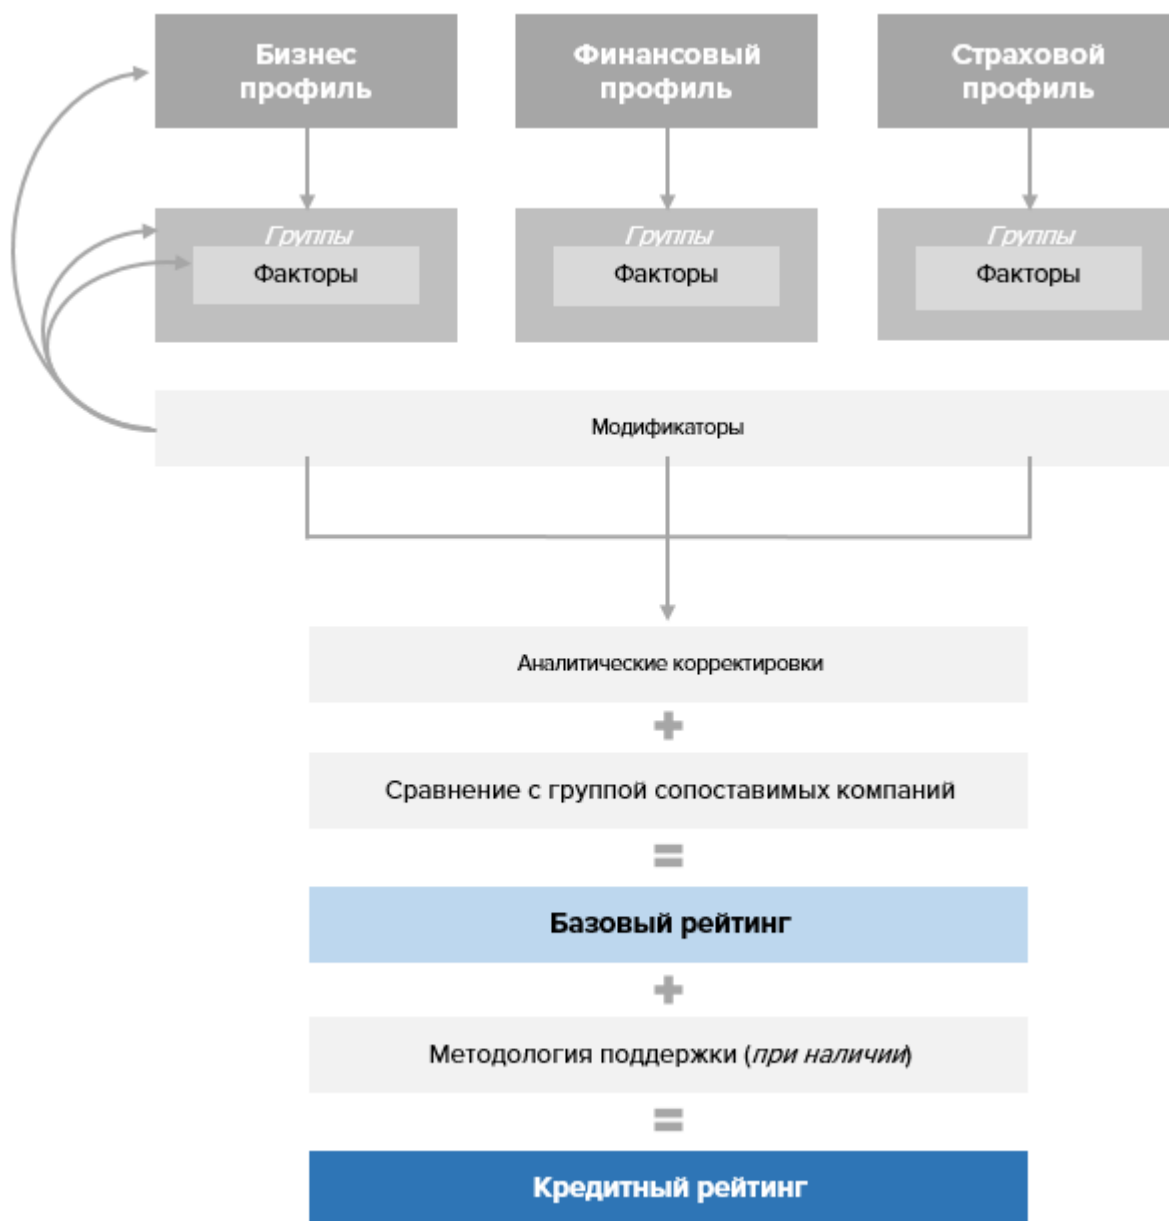 Бизнес
профиль
Финансовый
профиль
Страховой
профиль
Группы
Факторы
Группы
Факторы
Группы
Факторы
Модификаторы
Аналитические корректировки
+
Сравнение с группой сопоставимых компаний
=
Базовый рейтинг
+
Методология поддержки (при наличии)
=
Кредитный рейтинг